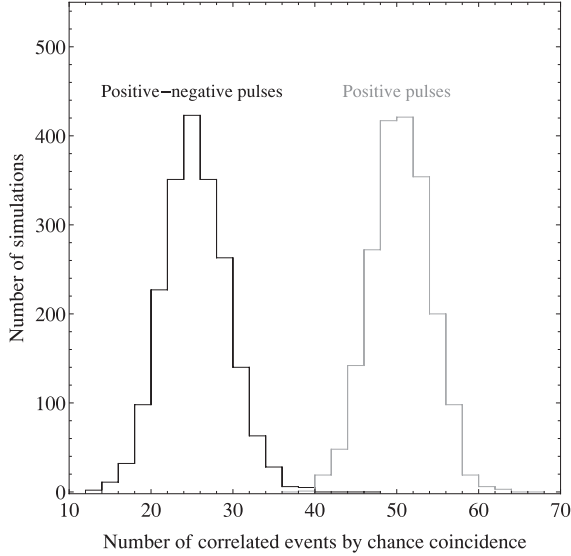 500
400
300
200
100
0
Number of simulations
Positive−negative pulses
Positive pulses
10 20 30 40 50 60 70
Number of correlated events by chance coincidence